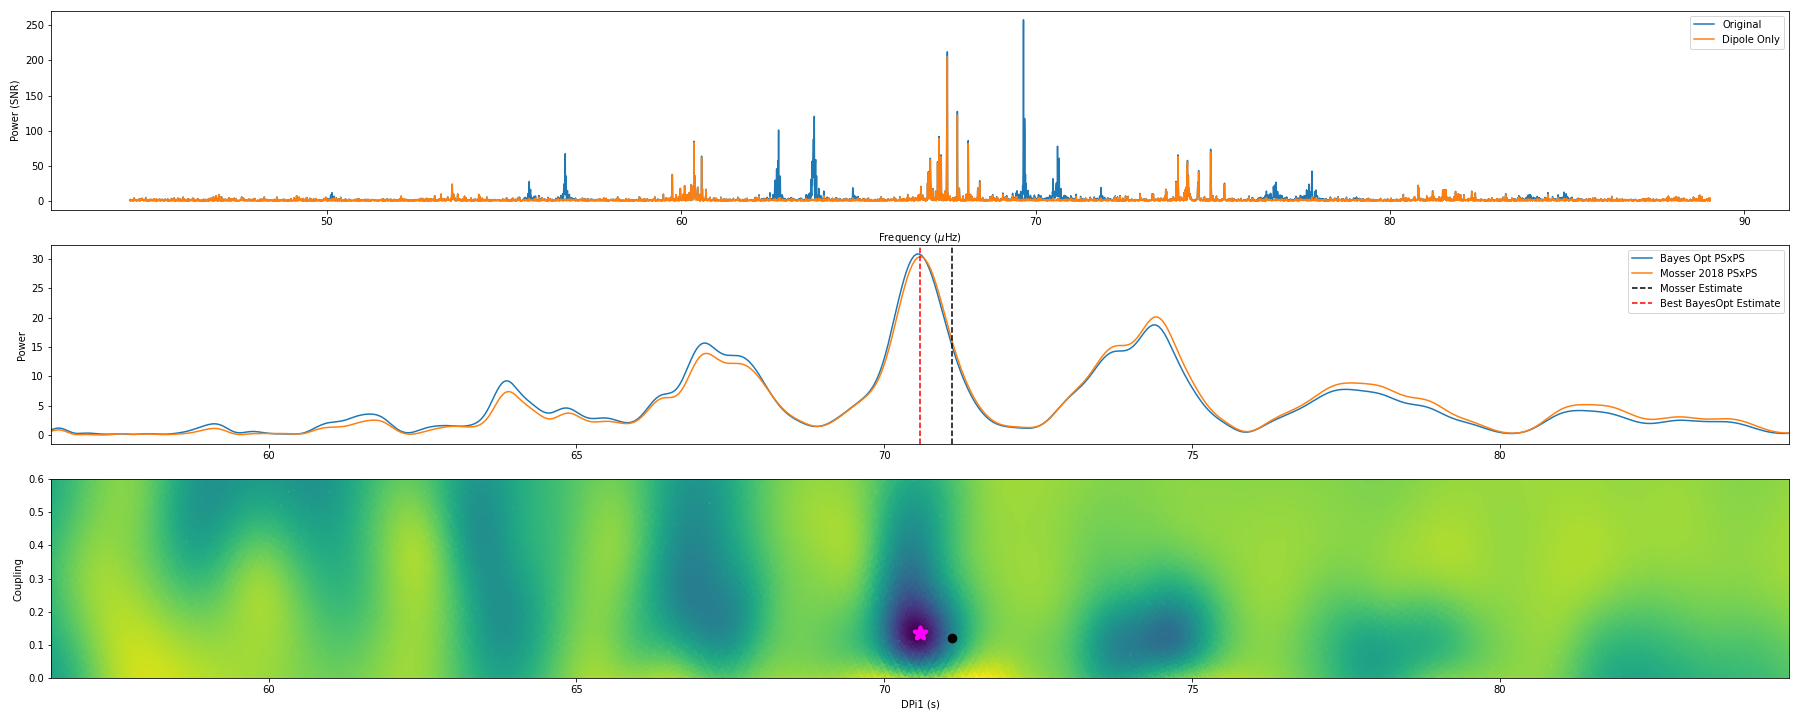 250
200
150
100
50
0
Power (SNR)
Original
Dipole Only
50 60 70 80 90
Frequency (μHz)
30
25
20
15
10
5
0
Power
Bayes Opt PSxPS
Mosser 2018 PSxPS
Mosser Estimate
Best BayesOpt Estimate
60 65 70 75 80
0.6
0.5
0.4
0.3
0.2
0.1
0.0
Coupling
60 65 70 75 80
DPi1 (s)